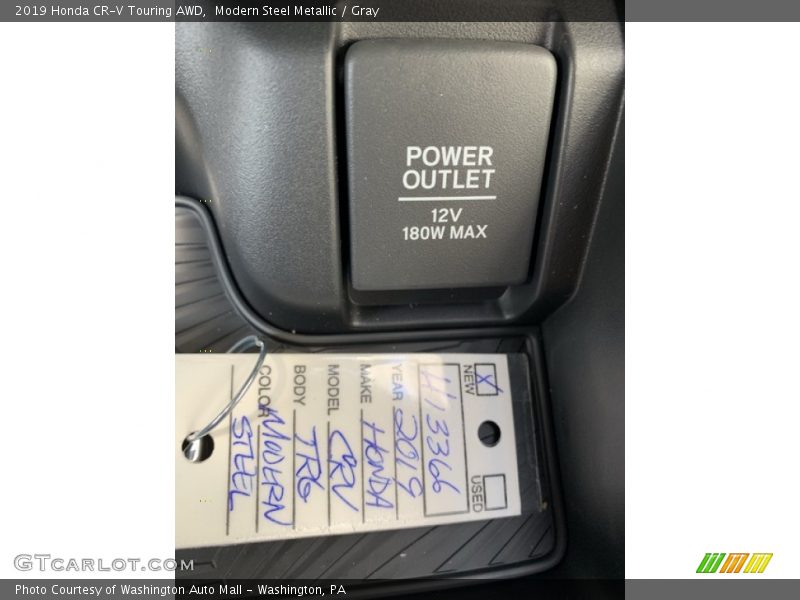 2019 Honda CR-V Touring AWD,  Modern Steel Metallic / Gray
POWER
OUTLET
12V
180W MAX
NEW X
USED
H13366
YEAR 2019
MAKE HONDA
MODEL CRV
BODY TRG
COLOR MODERN
STEEL
GTCARLOT.COM
Photo Courtesy of Washington Auto Mall - Washington, PA